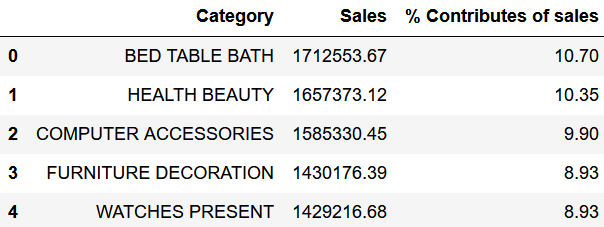 Category Sales % Contributes of sales
0 BED TABLE BATH 1712553.67 10.70
1 HEALTH BEAUTY 1657373.12 10.35
2 COMPUTER ACCESSORIES 1585330.45 9.90
3 FURNITURE DECORATION 1430176.39 8.93
4 WATCHES PRESENT 1429216.68 8.93